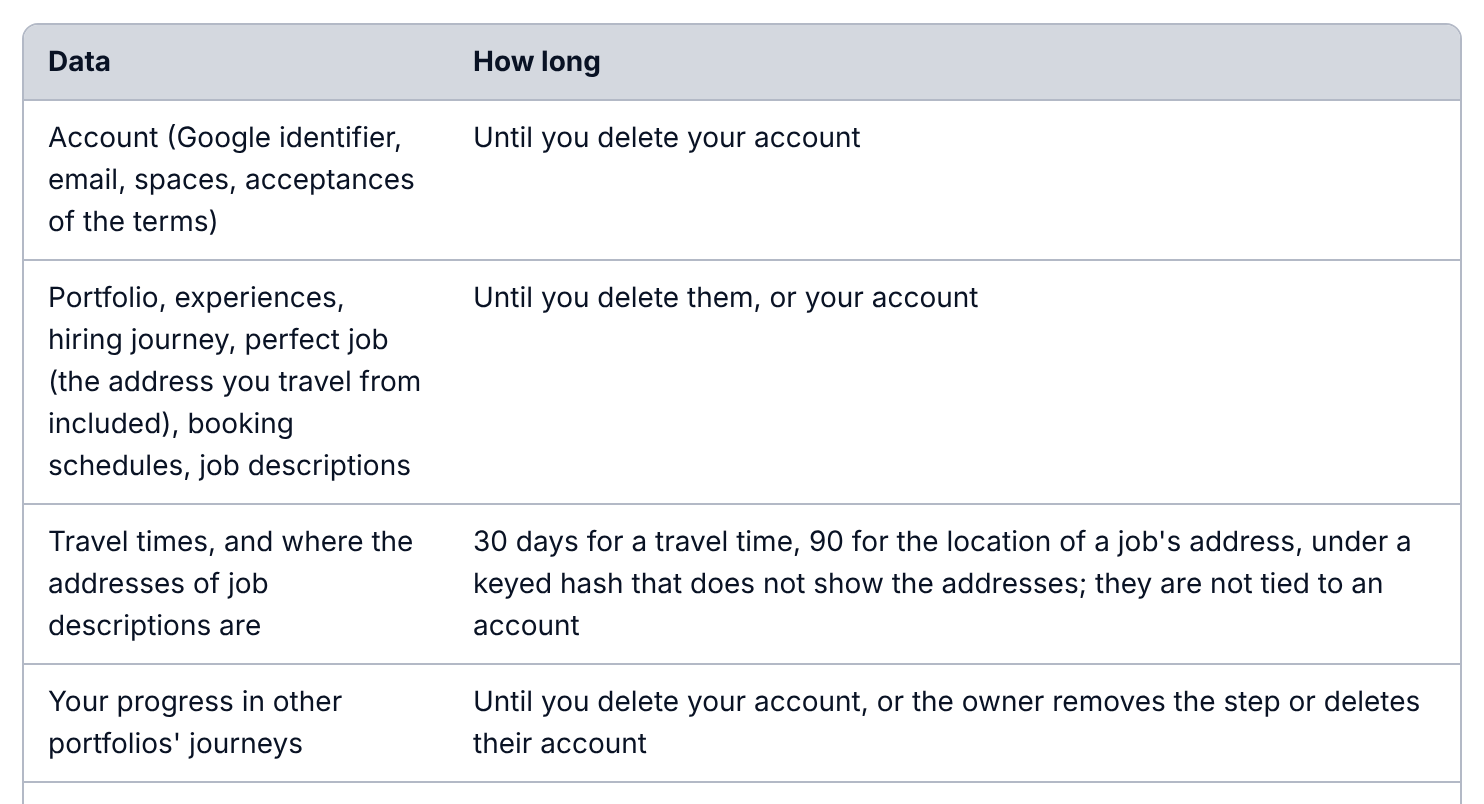 Data
How long
Account (Google identifier,
email, spaces, acceptances
of the terms)
Until you delete your account
Portfolio, experiences,
hiring journey, perfect job
(the address you travel from
included), booking
schedules, job descriptions
Until you delete them, or your account
Travel times, and where the
addresses of job
descriptions are
30 days for a travel time, 90 for the location of a job's address, under a
keyed hash that does not show the addresses; they are not tied to an
account
Your progress in other
portfolios' journeys
Until you delete your account, or the owner removes the step or deletes
their account